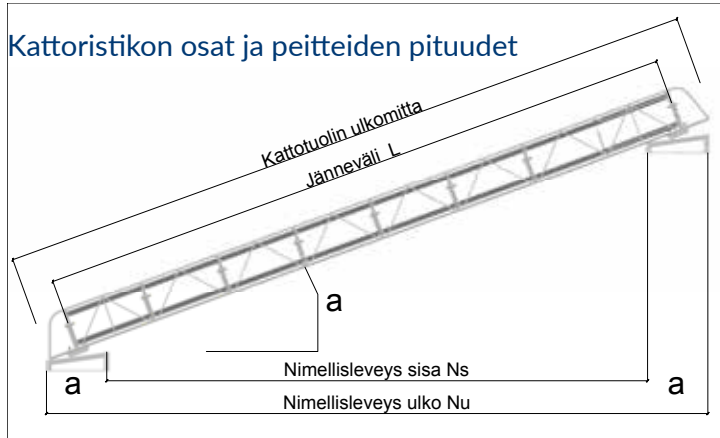 Kattoristikon osat ja peitteiden pituudet
Kattotuolin ulkomitta
Jänneväli L
a
Nimellisleveys sisa Ns
a
a
Nimellisleveys ulko Nu